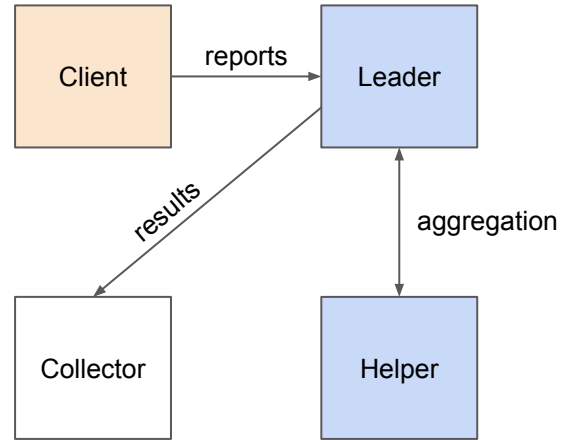 Client
reports
Leader
results
aggregation
Collector
Helper